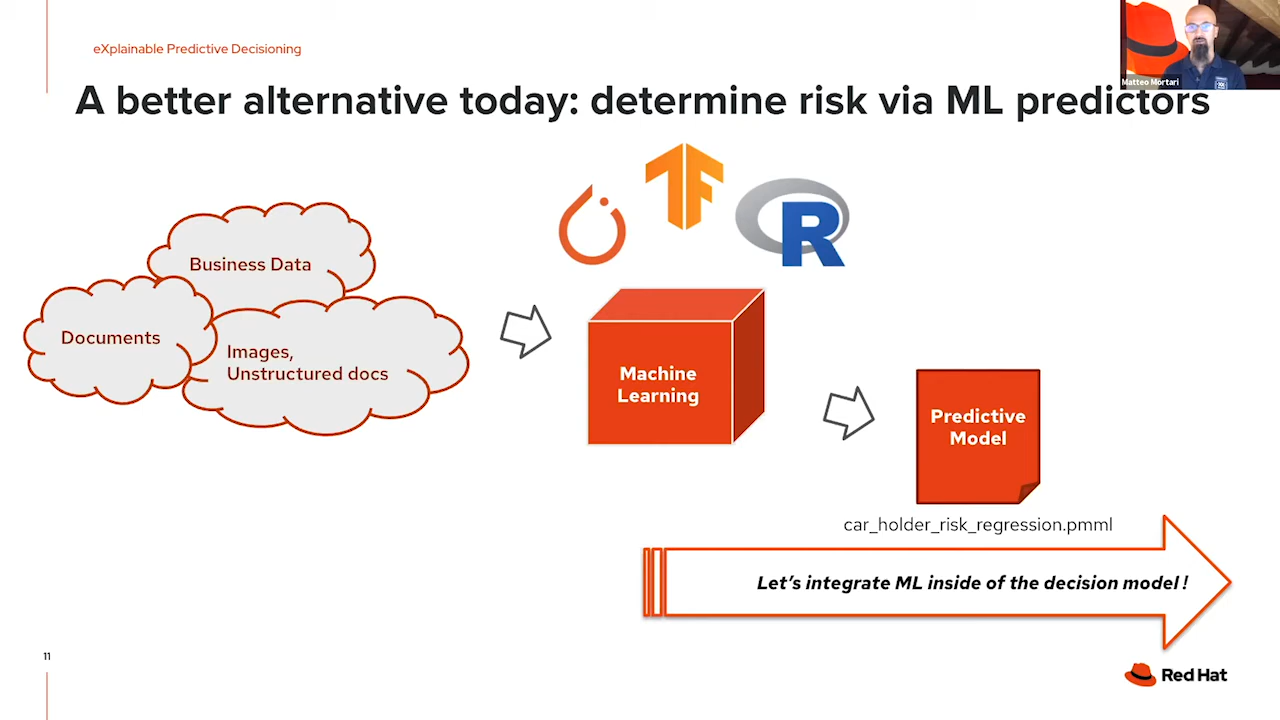 eXplainable Predictive Decisioning
Matteo Mortari
A better alternative today: determine risk via ML predictors
TF
R
Business Data
Documents
Images,
Unstructured docs
Machine
Learning
Predictive
Model
car_holder_risk_regression.pmml
Let's integrate ML inside of the decision model !
11
Red Hat